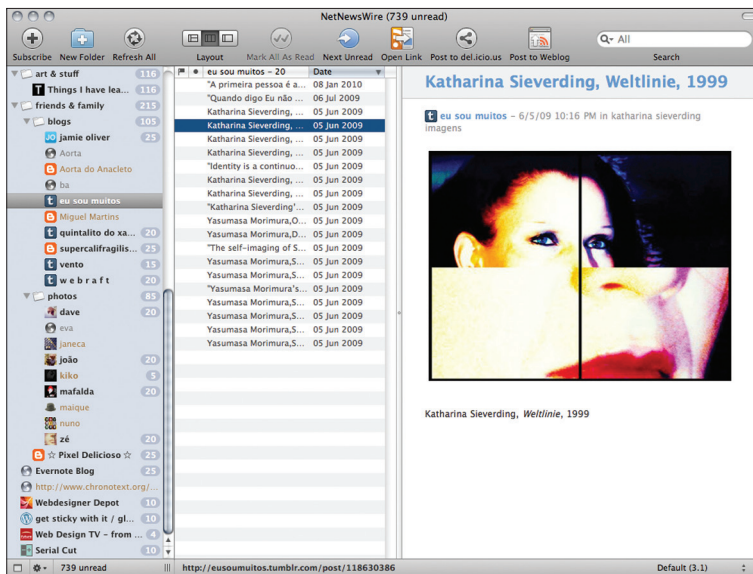 NetNewsWire (739 unread)
Subscribe New Folder Refresh All Layout Mark All As Read Next Unread Open Link Post to del.icio.us Post to Weblog Search
All
art & stuff 116
Things I have lea... 116
friends & family 215
blogs 105
jamie oliver 25
Aorta
Aorta do Anacleto
ba
eu sou muitos
Miguel Martins
quintalito do xa... 20
supercalifragilis... 25
vento 15
w e b r a f t 20
photos 85
dave 20
eva
janeca
joão 20
kiko 5
mafalda 20
maique
nuno
zé 20
☆ Pixel Delicioso ☆ 25
Evernote Blog 25
http://www.chronotext.org/...
Webdesigner Depot 10
get sticky with it / gl... 10
Web Design TV – from ... 4
Serial Cut 10
739 unread
eu sou muitos – 20 Date
"A primeira pessoa é a... 08 Jan 2010
"Quando digo Eu não ... 06 Jul 2009
Katharina Sieverding, ... 05 Jun 2009
Katharina Sieverding, ... 05 Jun 2009
Katharina Sieverding, ... 05 Jun 2009
Katharina Sieverding, ... 05 Jun 2009
"Identity is a continuo... 05 Jun 2009
Katharina Sieverding, ... 05 Jun 2009
Katharina Sieverding, ... 05 Jun 2009
"Katharina Sieverding'... 05 Jun 2009
Yasumasa Morimura,O... 05 Jun 2009
Yasumasa Morimura,D... 05 Jun 2009
"The self-imaging of S... 05 Jun 2009
Yasumasa Morimura,S... 05 Jun 2009
Yasumasa Morimura,S... 05 Jun 2009
"Yasumasa Morimura's... 05 Jun 2009
Yasumasa Morimura,S... 05 Jun 2009
Yasumasa Morimura,S... 05 Jun 2009
Yasumasa Morimura,S... 05 Jun 2009
Yasumasa Morimura,S... 05 Jun 2009
http://eusoumuitos.tumblr.com/post/118630386
Katharina Sieverding, Weltlinie, 1999
eu sou muitos – 6/5/09 10:16 PM in katharina sieverding
imagens
Katharina Sieverding, Weltlinie, 1999
Default (3.1)